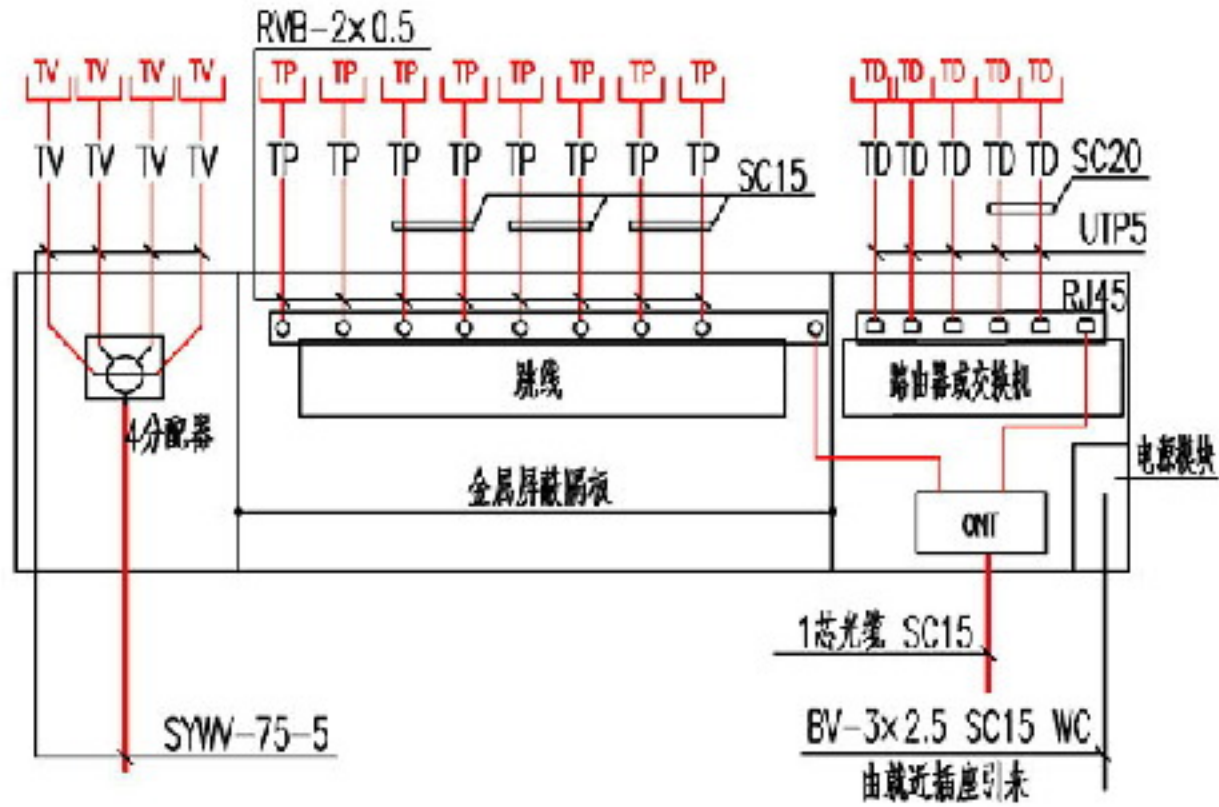 RVB-2×0.5
TV TV TV TV TP TP TP TP TP TP TP TP TD TD TD TD TD
TV TV TV TV TP TP TP TP TP TP TP TP TD TD TD TD TD
SC15
SC20
UTP5
RJ45
跳线
路由器或交换机
4分配器
电源模块
金属屏蔽隔板
ONT
1芯光缆 SC15
SYWV-75-5
BV-3×2.5 SC15 WC
由就近插座引来